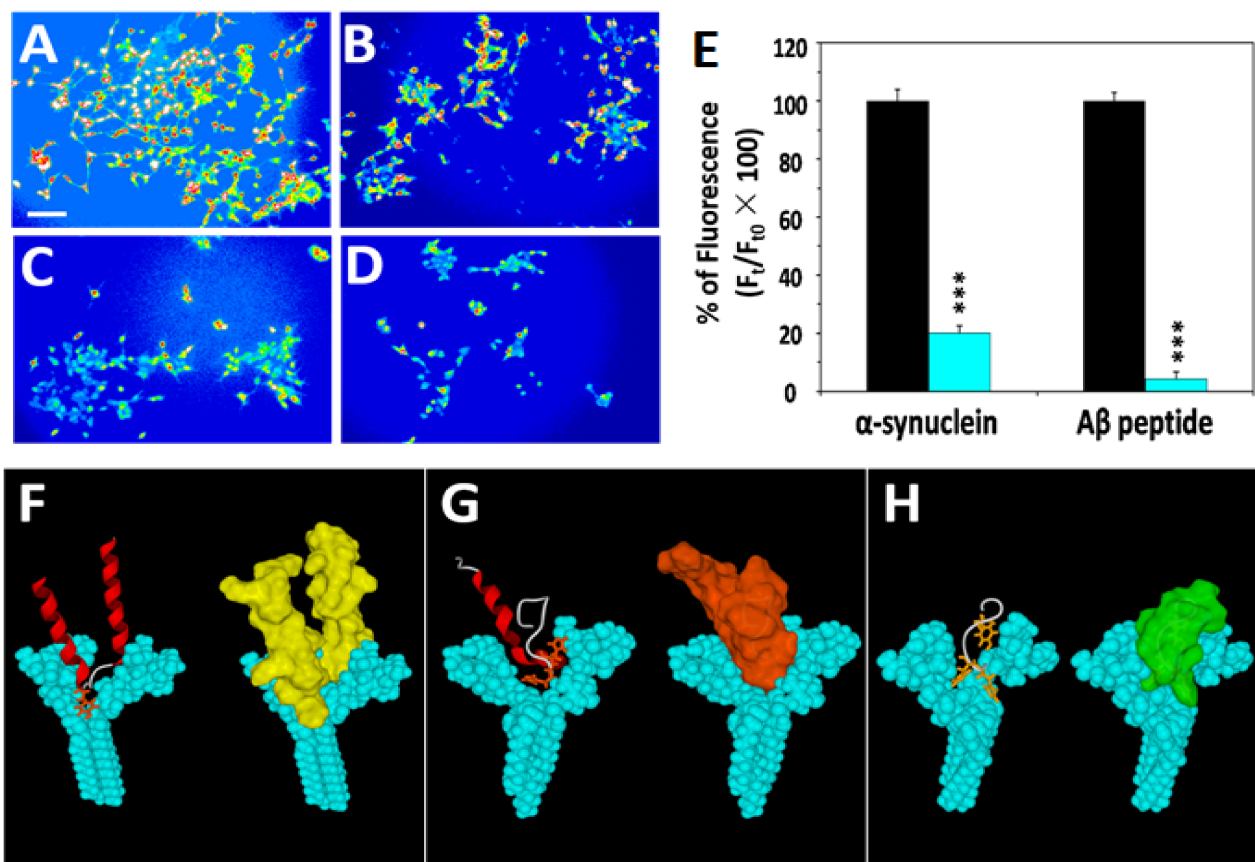 A
B
C
D
E
120
100
80
60
40
20
0
% of Fluorescence
(Fₜ/Fₜ₀ × 100)
***
***
α-synuclein
Aβ peptide
F
G
H